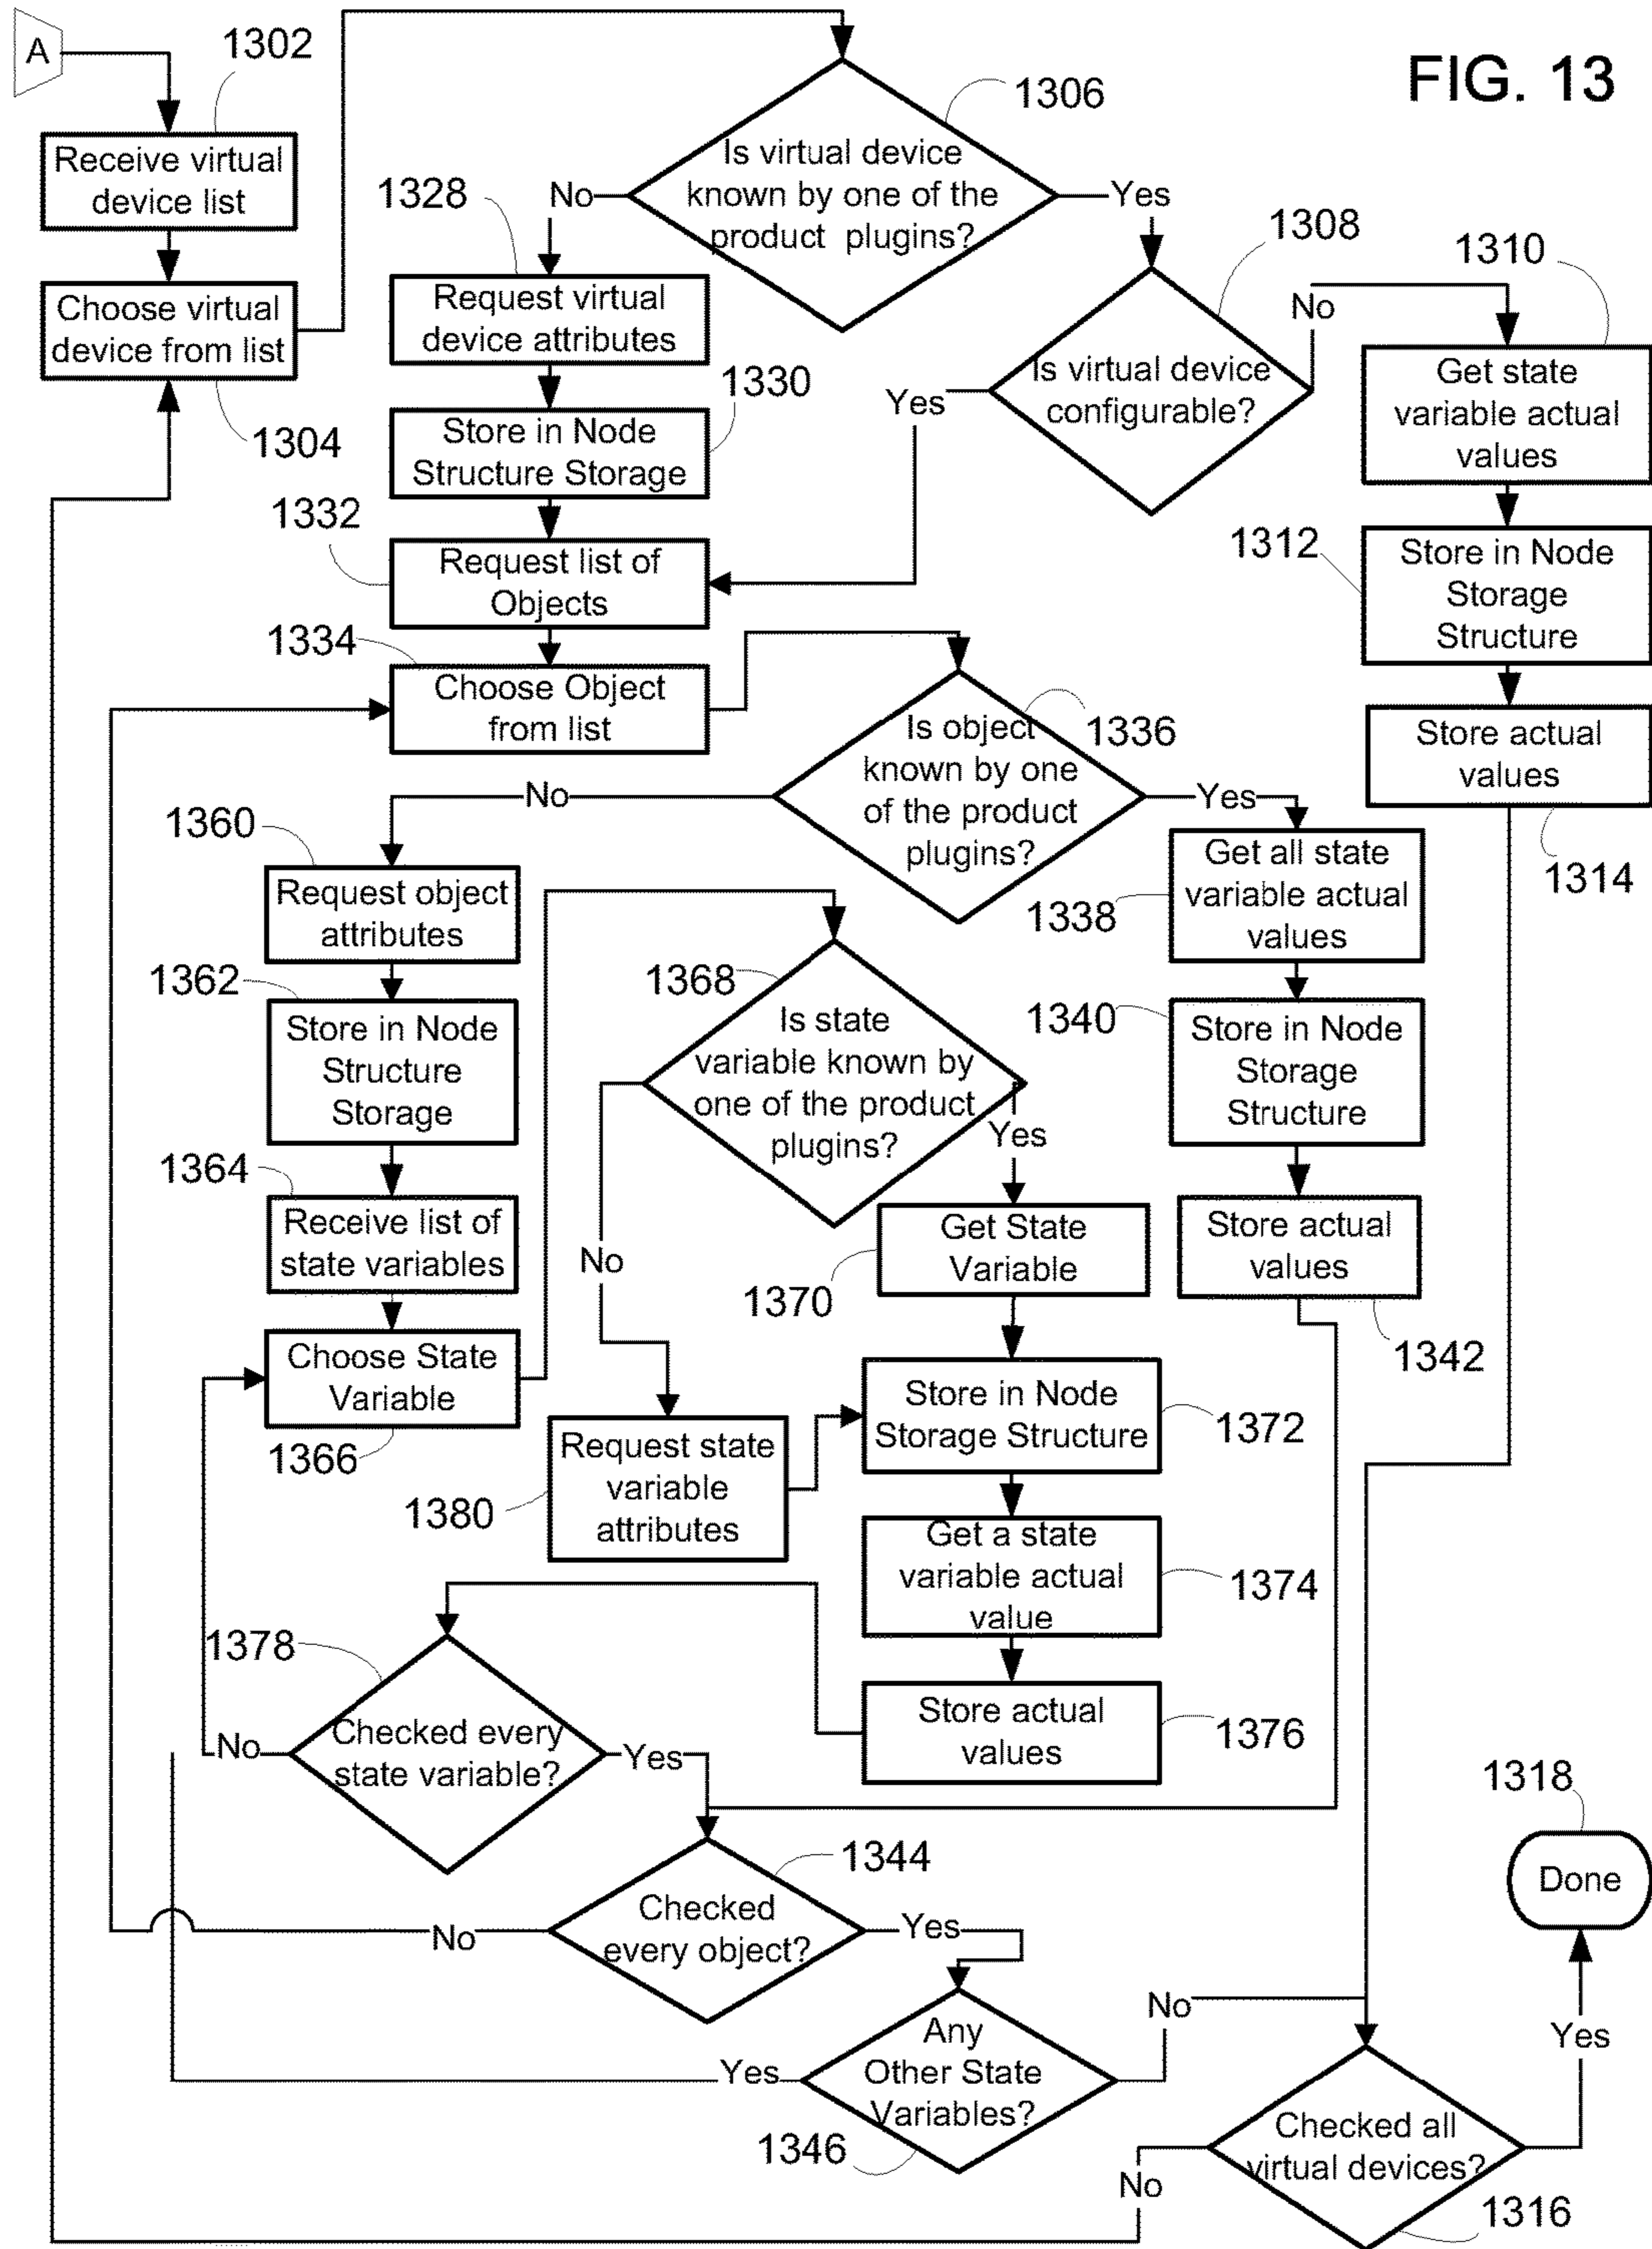 FIG. 13
A
1302
Receive virtual
device list
Choose virtual
device from list
1304
1306
Is virtual device
known by one of the
product plugins?
No
Yes
1328
Request virtual
device attributes
1330
Store in Node
Structure Storage
1332
Request list of
Objects
1334
Choose Object
from list
1308
Is virtual device
configurable?
Yes
No
1310
Get state
variable actual
values
1312
Store in Node
Storage
Structure
Store actual
values
1314
1336
Is object
known by one
of the product
plugins?
No
Yes
1360
Request object
attributes
1362
Store in Node
Structure
Storage
1364
Receive list of
state variables
Choose State
Variable
1366
1338
Get all state
variable actual
values
1340
Store in Node
Storage
Structure
Store actual
values
1342
1368
Is state
variable known by
one of the product
plugins?
Yes
No
1370
Get State
Variable
1372
Store in Node
Storage Structure
1380
Request state
variable
attributes
1374
Get a state
variable actual
value
1376
Store actual
values
1378
Checked every
state variable?
No
Yes
1344
Checked
every object?
No
Yes
Any
Other State
Variables?
1346
Yes
No
Checked all
virtual devices?
1316
No
Yes
1318
Done